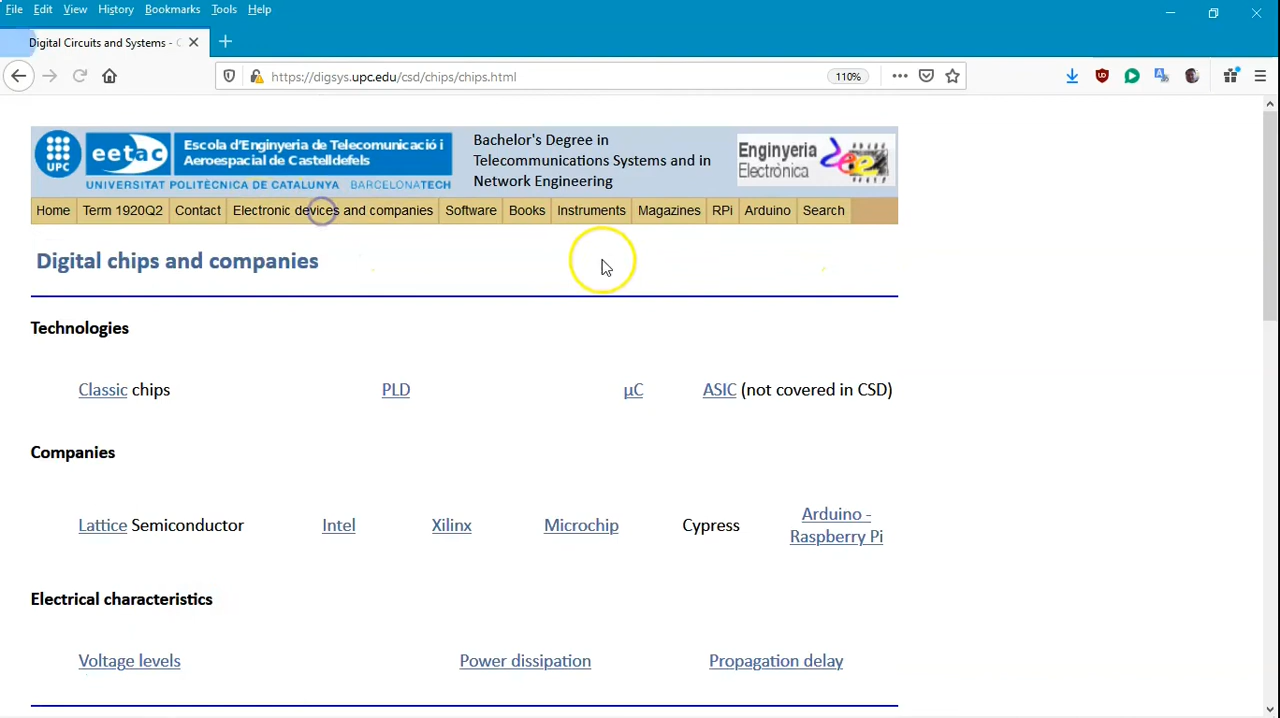 File Edit View History Bookmarks Tools Help
Digital Circuits and Systems -
https://digsys.upc.edu/csd/chips/chips.html
110%
UPC
eetac
Escola d'Enginyeria de Telecomunicació i
Aeroespacial de Castelldefels
UNIVERSITAT POLITÈCNICA DE CATALUNYA BARCELONATECH
Bachelor's Degree in
Telecommunications Systems and in
Network Engineering
Enginyeria
Electrònica
Home Term 1920Q2 Contact Electronic devices and companies Software Books Instruments Magazines RPi Arduino Search
Digital chips and companies
Technologies
Classic chips PLD µC ASIC (not covered in CSD)
Companies
Lattice Semiconductor Intel Xilinx Microchip Cypress Arduino -
Raspberry Pi
Electrical characteristics
Voltage levels Power dissipation Propagation delay